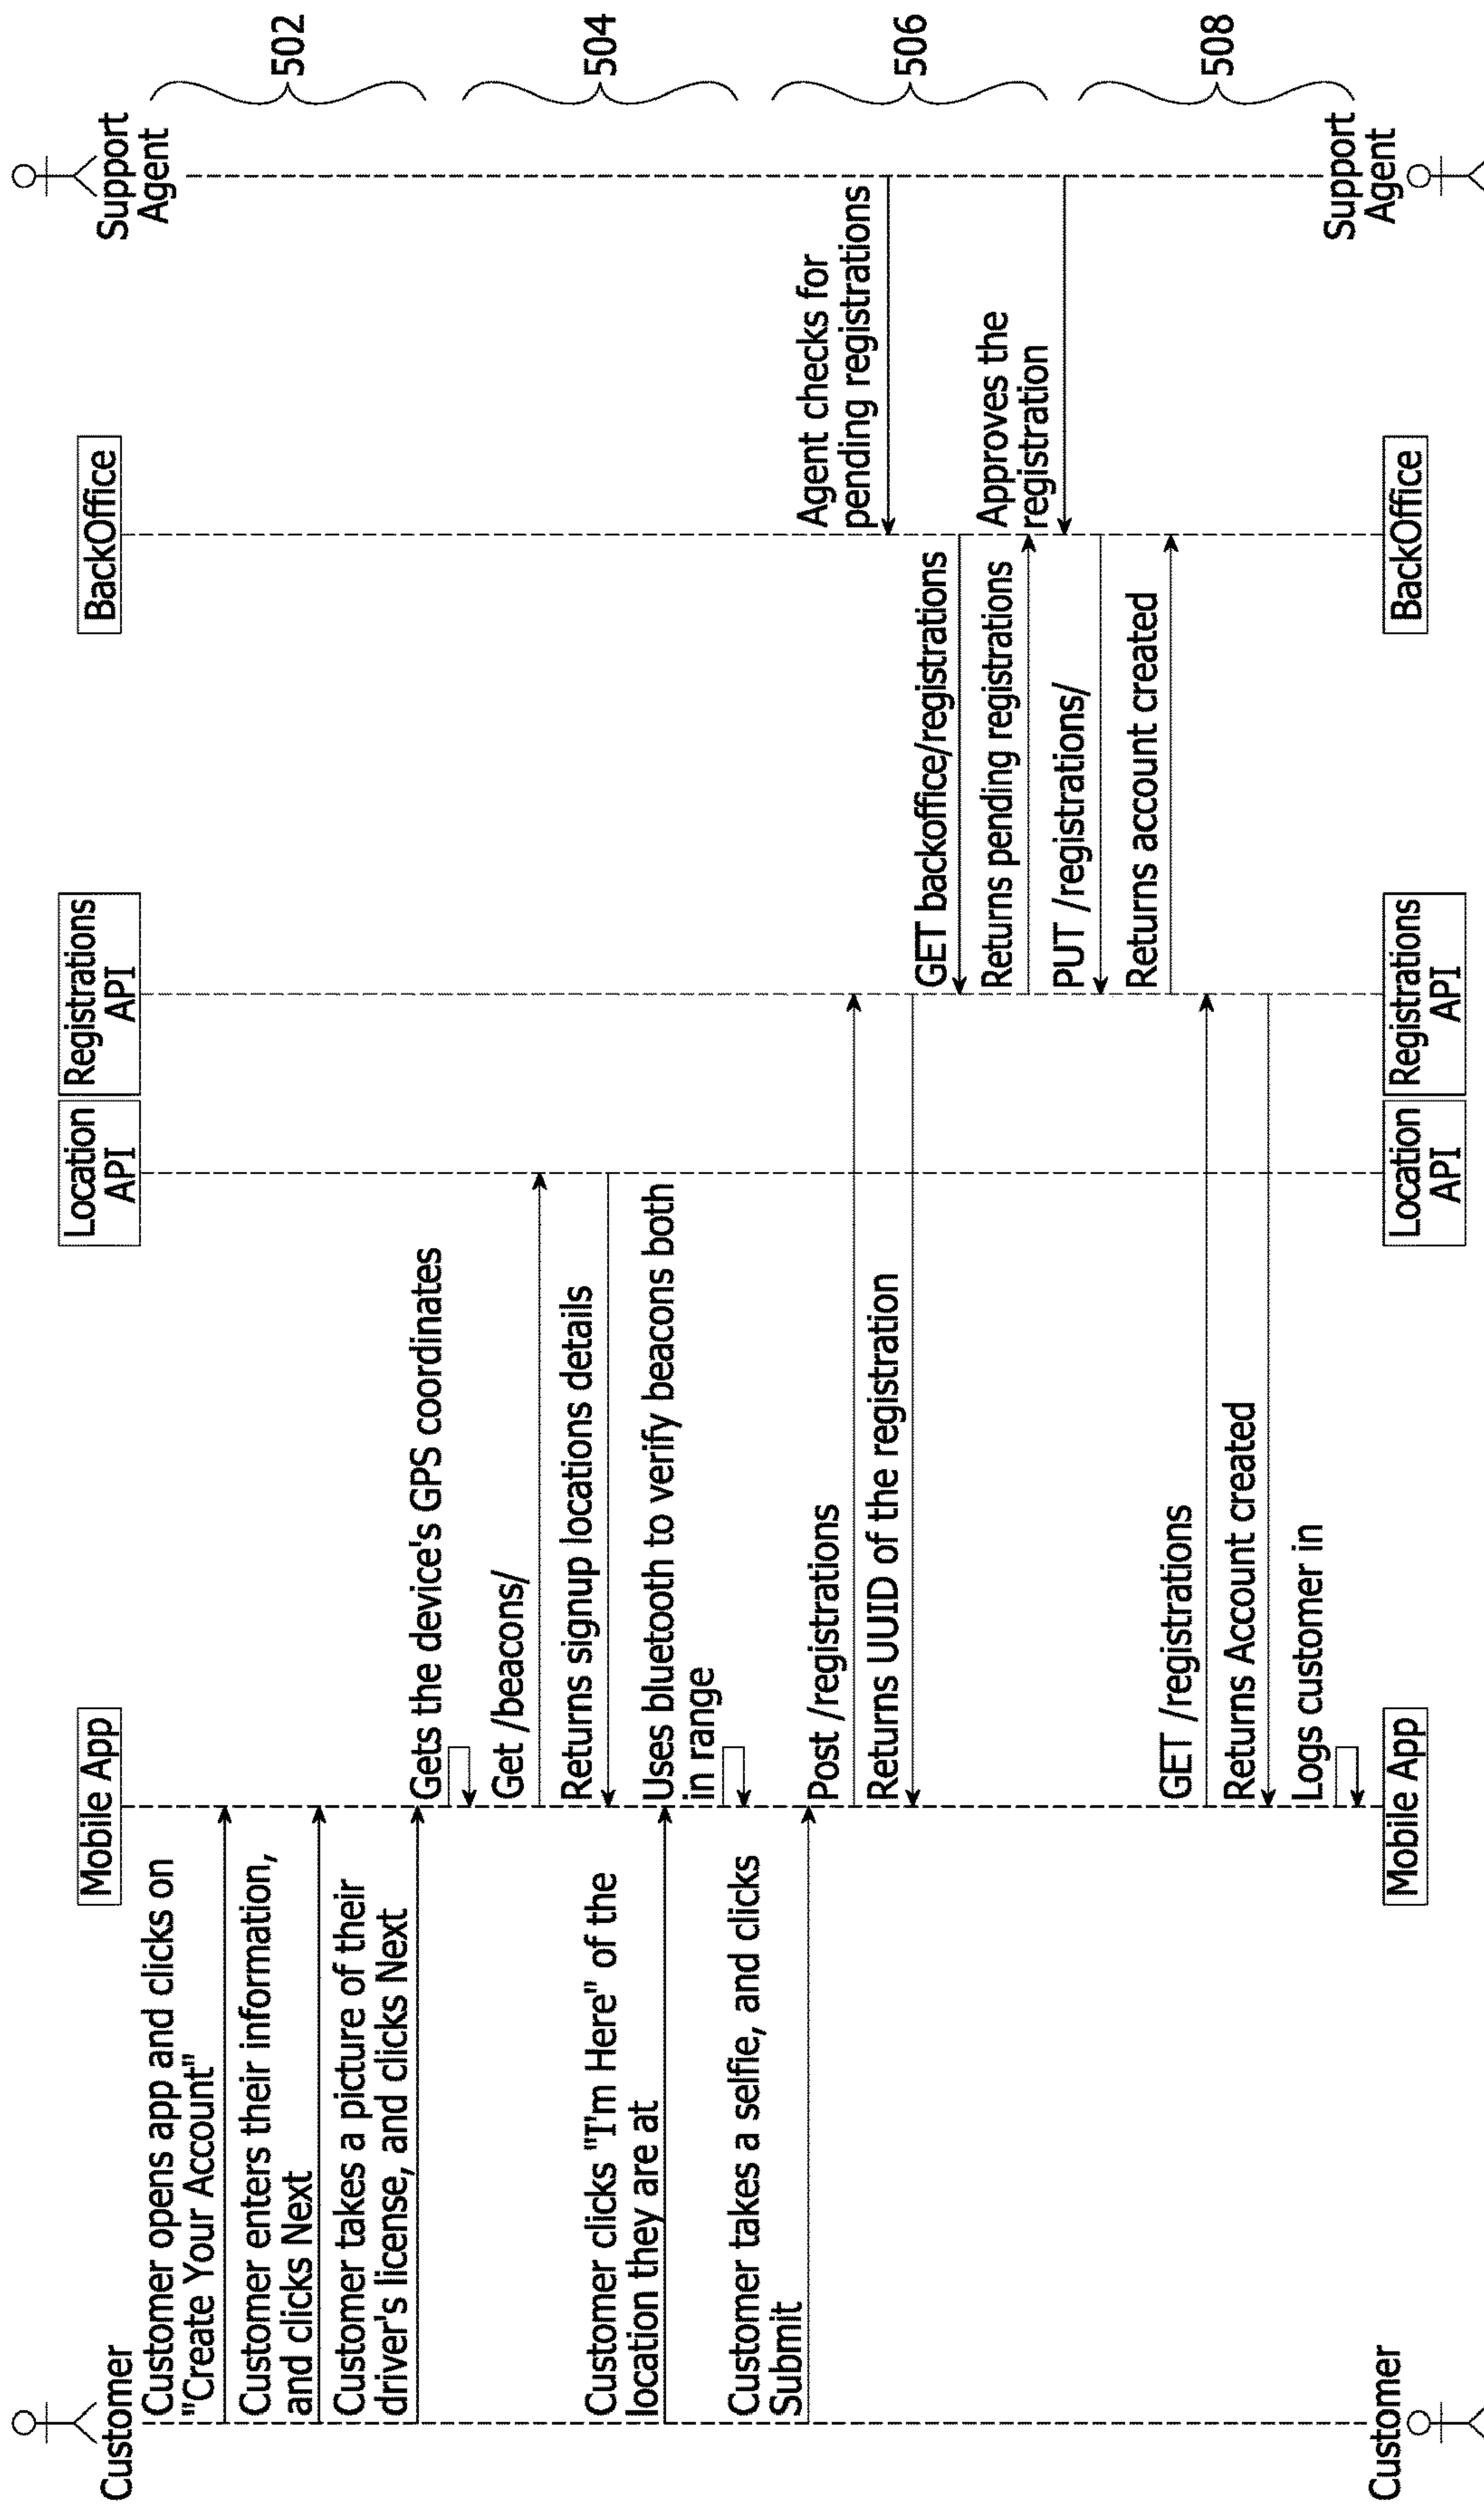 Customer
Mobile App
Location
API
Registrations
API
BackOffice
Support
Agent
Customer opens app and clicks on
"Create Your Account"
Customer enters their information,
and clicks Next
Customer takes a picture of their
driver's license, and clicks Next
502
Gets the device's GPS coordinates
Get /beacons/
Returns signup locations details
Customer clicks "I'm Here" of the
location they are at
Uses bluetooth to verify beacons both
in range
504
Customer takes a selfie, and clicks
Submit
Post /registrations
Returns UUID of the registration
Agent checks for
pending registrations
GET backoffice/registrations
Returns pending registrations
506
Approves the
registration
PUT /registrations/
Returns account created
GET /registrations
Returns Account created
Logs customer in
508
Customer
Mobile App
Location
API
Registrations
API
BackOffice
Support
Agent